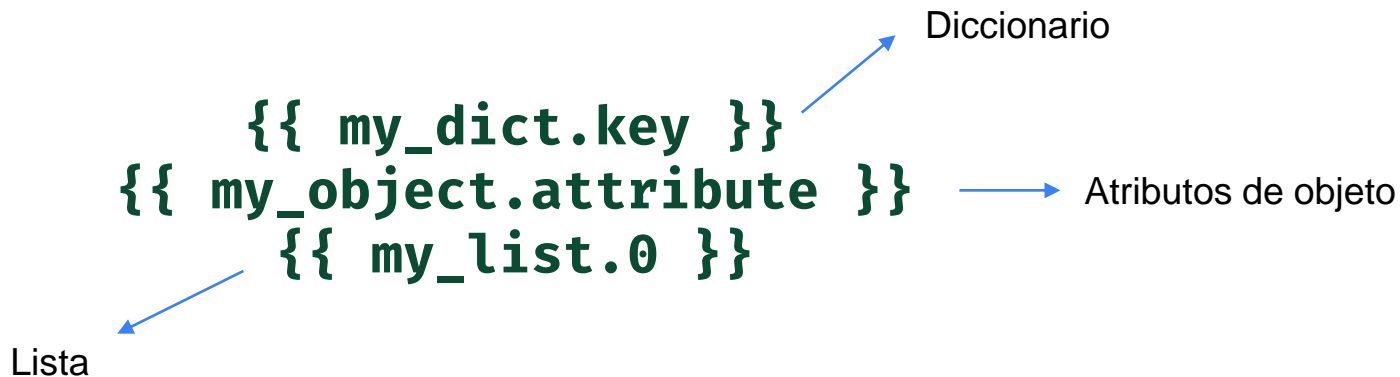 Diccionario
{{ my_dict.key }}
{{ my_object.attribute }}
Atributos de objeto
{{ my_list.0 }}
Lista